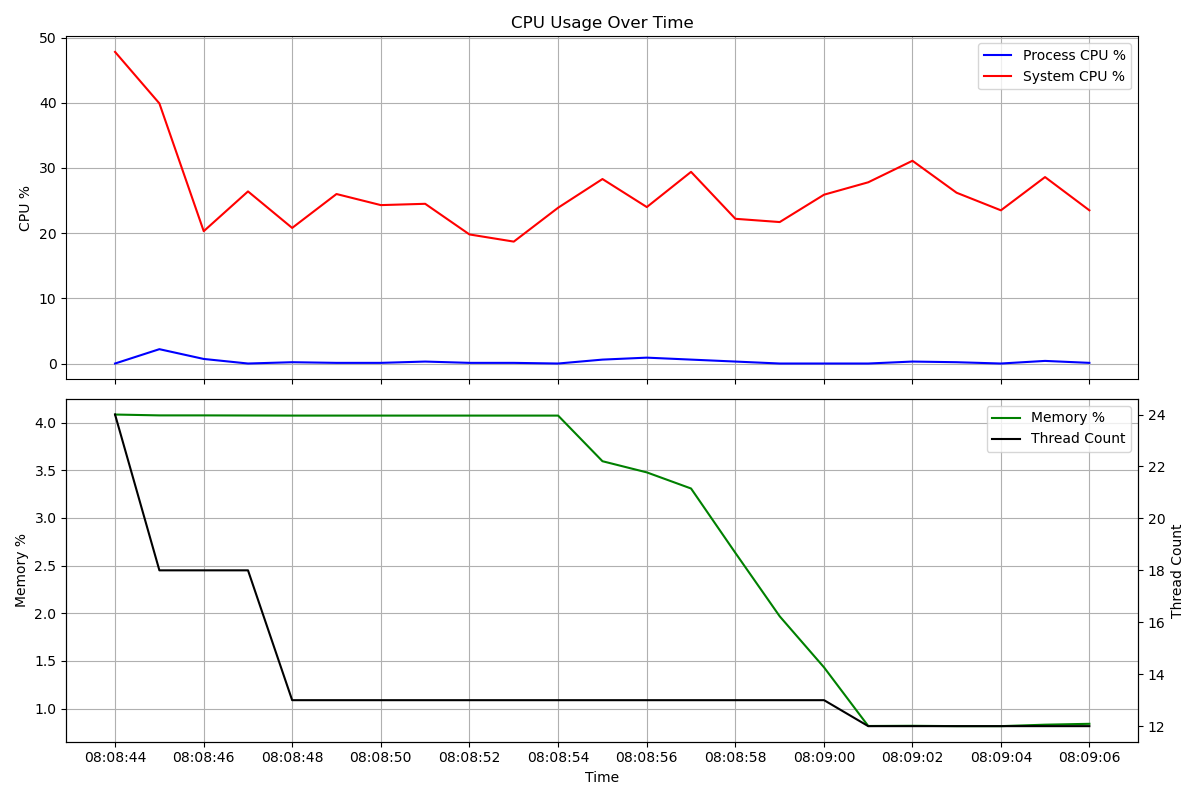 CPU Usage Over Time
50
40
30
20
10
0
CPU %
Process CPU %
System CPU %
4.0
3.5
3.0
2.5
2.0
1.5
1.0
Memory %
Memory %
Thread Count
24
22
20
18
16
14
12
Thread Count
08:08:44 08:08:46 08:08:48 08:08:50 08:08:52 08:08:54 08:08:56 08:08:58 08:09:00 08:09:02 08:09:04 08:09:06
Time